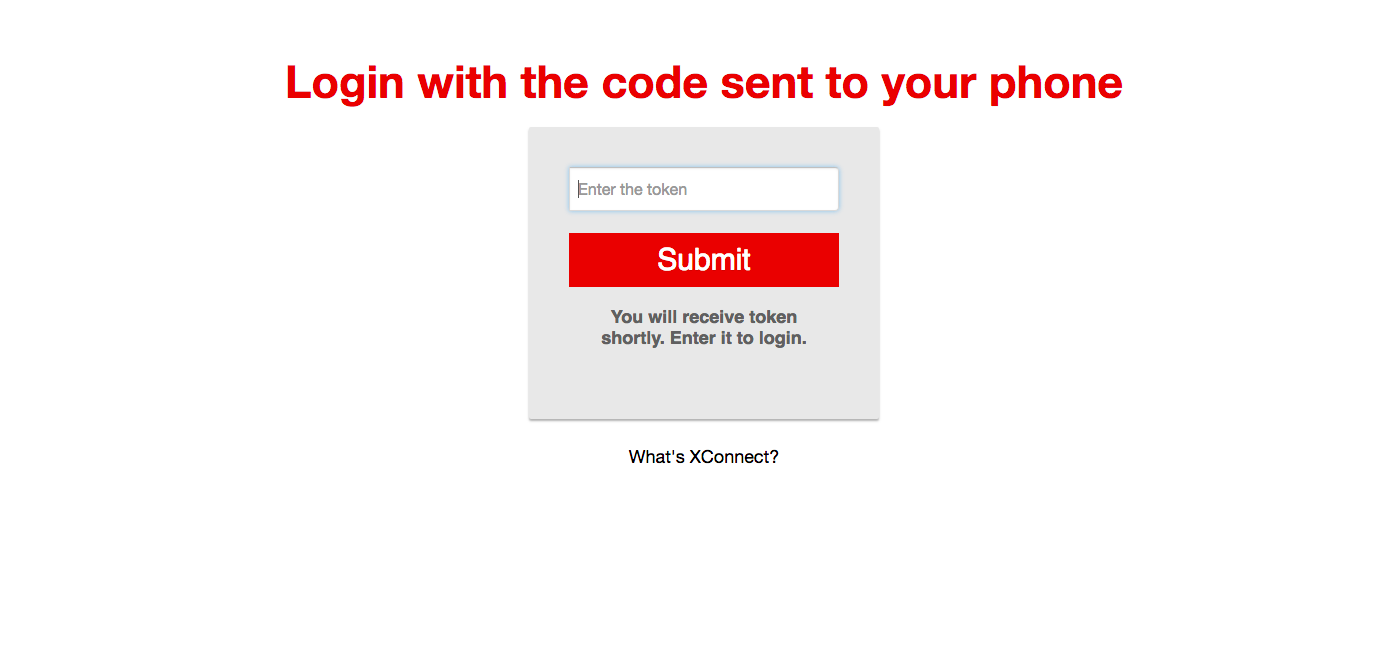 Login with the code sent to your phone
Enter the token
Submit
You will receive token
shortly. Enter it to login.
What's XConnect?